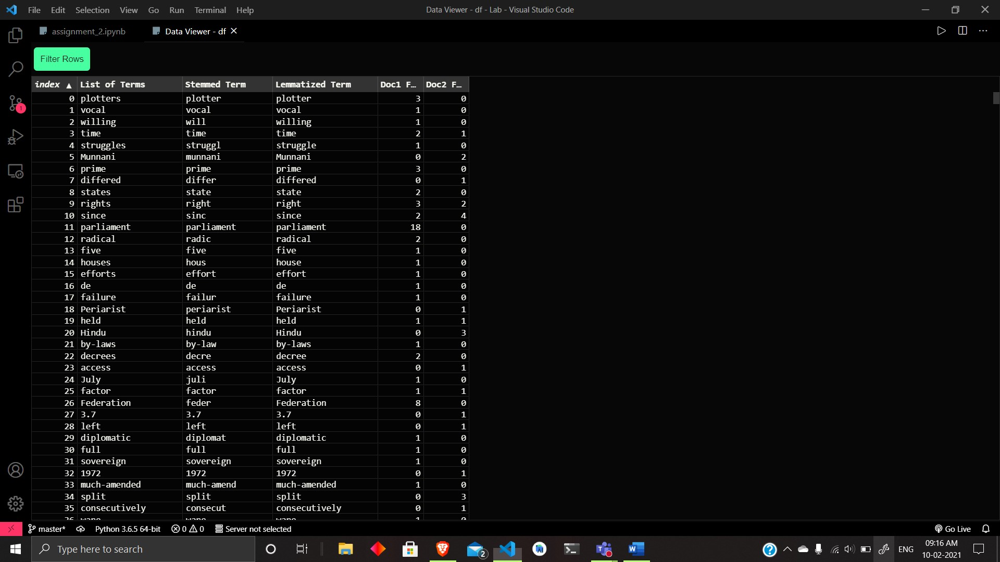 File Edit Selection View Go Run Terminal Help
Data Viewer - df - Lab - Visual Studio Code
assignment_2.ipynb
Data Viewer - df
1
Filter Rows
index ▲ List of Terms Stemmed Term Lemmatized Term Doc1 F... Doc2 F...
0 plotters plotter plotter 3 0
1 vocal vocal vocal 1 0
2 willing will willing 1 0
3 time time time 2 1
4 struggles struggl struggle 1 0
5 Munnani munnani Munnani 0 2
6 prime prime prime 3 0
7 differed differ differed 0 1
8 states state state 2 0
9 rights right right 3 2
10 since sinc since 2 4
11 parliament parliament parliament 18 0
12 radical radic radical 2 0
13 five five five 1 0
14 houses hous house 1 0
15 efforts effort effort 1 0
16 de de de 1 0
17 failure failur failure 1 0
18 Periarist periarist Periarist 0 1
19 held held held 1 1
20 Hindu hindu Hindu 0 3
21 by-laws by-law by-laws 1 0
22 decrees decre decree 2 0
23 access access access 0 1
24 July juli July 1 0
25 factor factor factor 1 1
26 Federation feder Federation 8 0
27 3.7 3.7 3.7 0 1
28 left left left 0 1
29 diplomatic diplomat diplomatic 1 0
30 full full full 1 0
31 sovereign sovereign sovereign 1 0
32 1972 1972 1972 0 1
33 much-amended much-amend much-amended 1 0
34 split split split 0 3
35 consecutively consecut consecutively 0 1
master* Python 3.6.5 64-bit 0 0 Server not selected Go Live
Type here to search
2
ENG
09:16 AM
10-02-2021